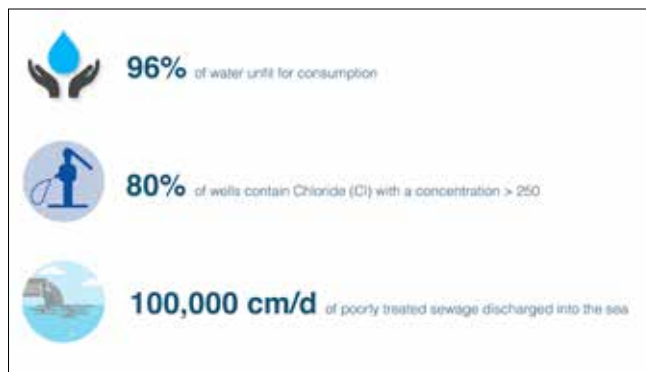 96% of water unfit for consumption
80% of wells contain Chloride (Cl) with a concentration > 250
100,000 cm/d of poorly treated sewage discharged into the sea